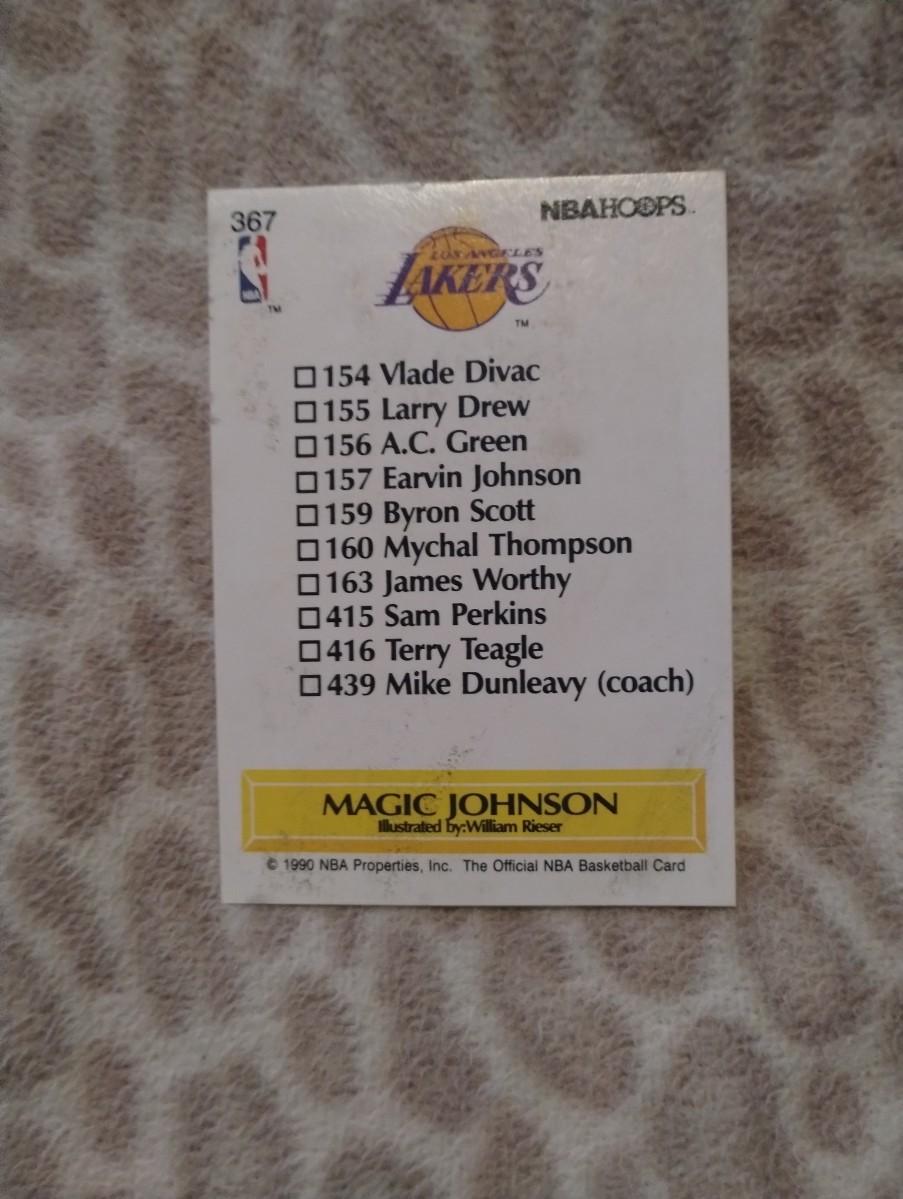 367
NBAHOOPS™
NBA
™
LOS ANGELES
LAKERS
™
154 Vlade Divac
155 Larry Drew
156 A.C. Green
157 Earvin Johnson
159 Byron Scott
160 Mychal Thompson
163 James Worthy
415 Sam Perkins
416 Terry Teagle
439 Mike Dunleavy (coach)
MAGIC JOHNSON
Illustrated by:William Rieser
© 1990 NBA Properties, Inc. The Official NBA Basketball Card